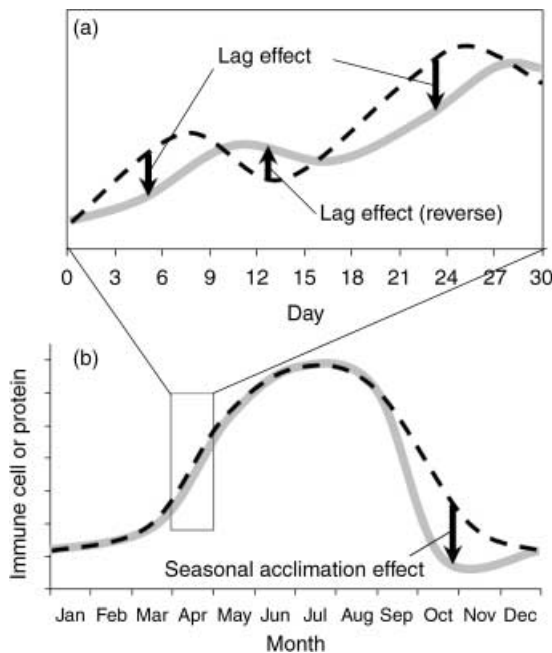 (a)
Lag effect
Lag effect (reverse)
0 3 6 9 12 15 18 21 24 27 30
Day
(b)
Immune cell or protein
Seasonal acclimation effect
Jan Feb Mar Apr May Jun Jul Aug Sep Oct Nov Dec
Month